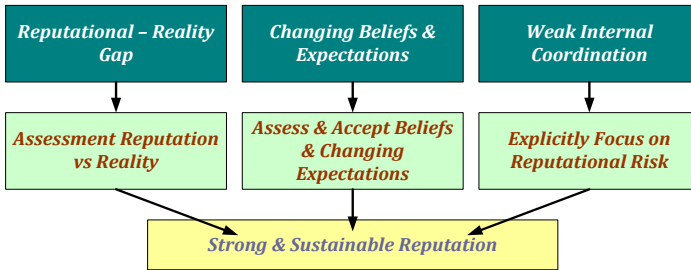 Reputational – Reality
Gap
Changing Beliefs &
Expectations
Weak Internal
Coordination
Assessment Reputation
vs Reality
Assess & Accept Beliefs
& Changing
Expectations
Explicitly Focus on
Reputational Risk
Strong & Sustainable Reputation